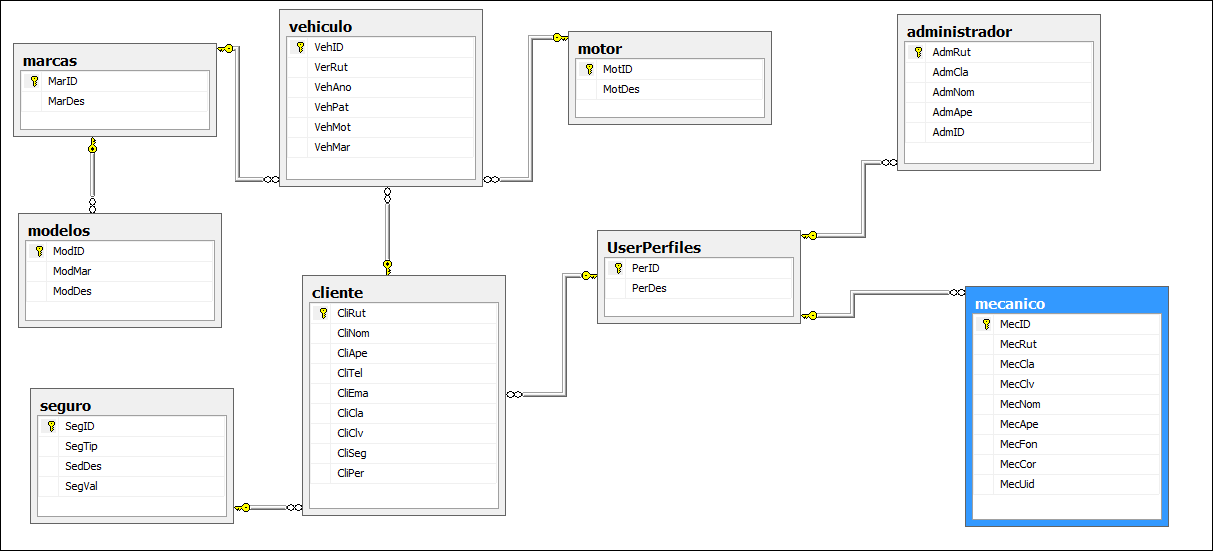 marcas
MarID
MarDes
vehiculo
VehID
VerRut
VehAno
VehPat
VehMot
VehMar
motor
MotID
MotDes
administrador
AdmRut
AdmCla
AdmNom
AdmApe
AdmID
modelos
ModID
ModMar
ModDes
cliente
CliRut
CliNom
CliApe
CliTel
CliEma
CliCla
CliClv
CliSeg
CliPer
UserPerfiles
PerID
PerDes
mecanico
MecID
MecRut
MecCla
MecClv
MecNom
MecApe
MecFon
MecCor
MecUid
seguro
SegID
SegTip
SedDes
SegVal